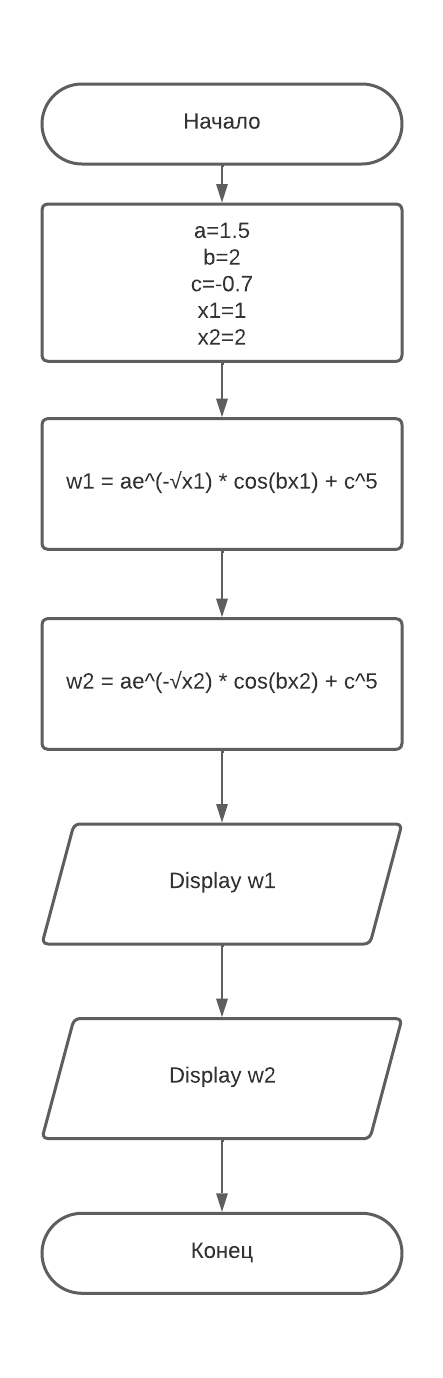 Начало
a=1.5
b=2
c=-0.7
x1=1
x2=2
w1 = ae^(-√x1) * cos(bx1) + c^5
w2 = ae^(-√x2) * cos(bx2) + c^5
Display w1
Display w2
Конец